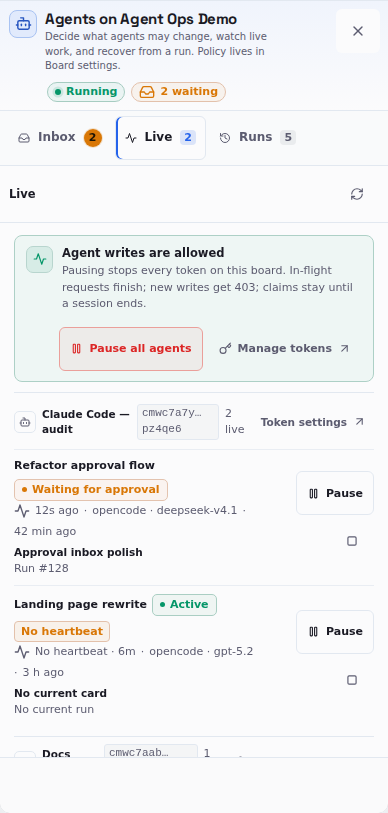 Agents on Agent Ops Demo
Decide what agents may change, watch live
work, and recover from a run. Policy lives in
Board settings.
Running
2 waiting
Inbox 2
Live 2
Runs 5
Live
Agent writes are allowed
Pausing stops every token on this board. In-flight
requests finish; new writes get 403; claims stay until
a session ends.
Pause all agents
Manage tokens
Claude Code —
audit
cmwc7a7y…
pz4qe6
2
live
Token settings
Refactor approval flow
Waiting for approval
12s ago · opencode · deepseek-v4.1 ·
42 min ago
Approval inbox polish
Run #128
Pause
Landing page rewrite
Active
No heartbeat
No heartbeat · 6m · opencode · gpt-5.2
· 3 h ago
No current card
No current run
Pause
Docs
cmwc7aab…
1